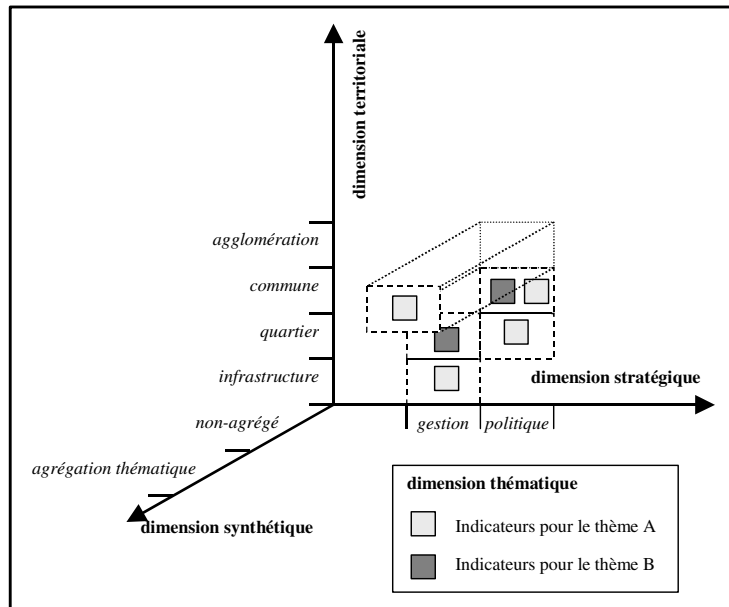 dimension territoriale
agglomération
commune
quartier
infrastructure
dimension stratégique
non-agrégé
gestion
politique
agrégation thématique
dimension synthétique
dimension thématique
Indicateurs pour le thème A
Indicateurs pour le thème B